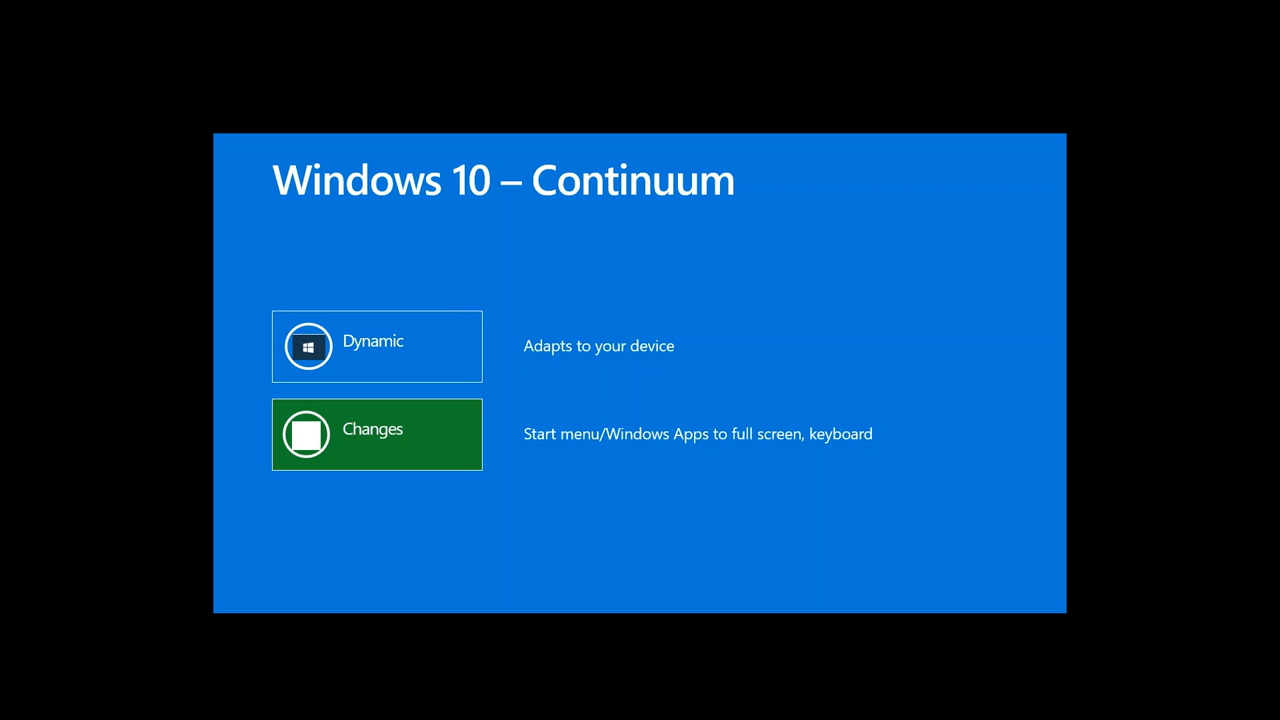 Windows 10 – Continuum
Dynamic
Adapts to your device
Changes
Start menu/Windows Apps to full screen, keyboard